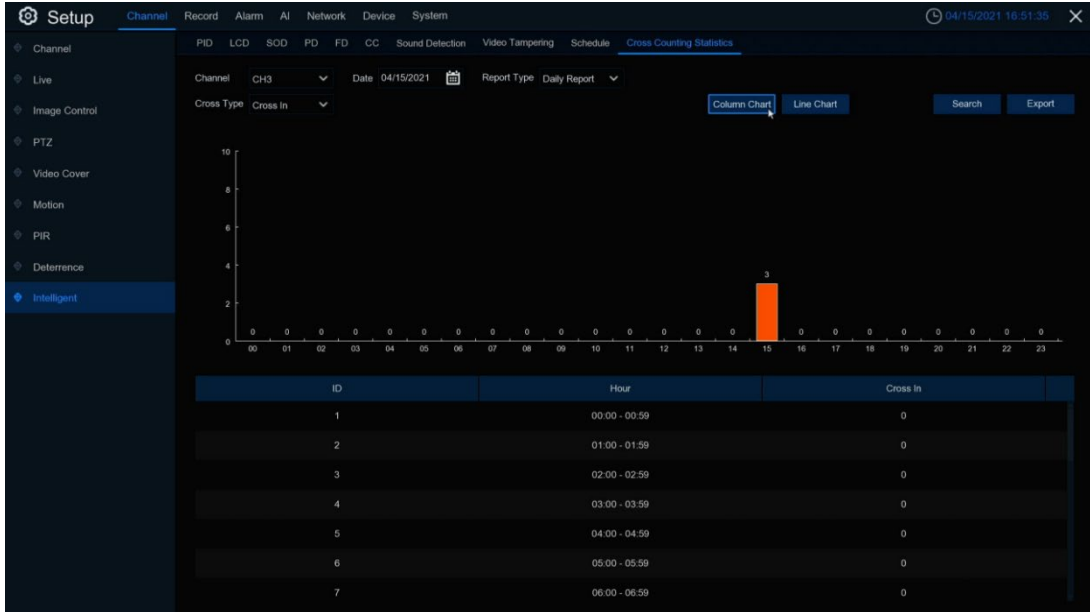 Setup Channel Record Alarm AI Network Device System 04/15/2021 16:51:35
Channel
Live
Image Control
PTZ
Video Cover
Motion
PIR
Deterrence
Intelligent
PID LCD SOD PD FD CC Sound Detection Video Tampering Schedule Cross Counting Statistics
Channel CH3 Date 04/15/2021 Report Type Daily Report
Cross Type Cross In Column Chart Line Chart Search Export
10
8
6
4
2
0
3
0 0 0 0 0 0 0 0 0 0 0 0 0 0 0 0 0 0 0 0 0 0 0
00 01 02 03 04 05 06 07 08 09 10 11 12 13 14 15 16 17 18 19 20 21 22 23
ID Hour Cross In
1 00:00 - 00:59 0
2 01:00 - 01:59 0
3 02:00 - 02:59 0
4 03:00 - 03:59 0
5 04:00 - 04:59 0
6 05:00 - 05:59 0
7 06:00 - 06:59 0